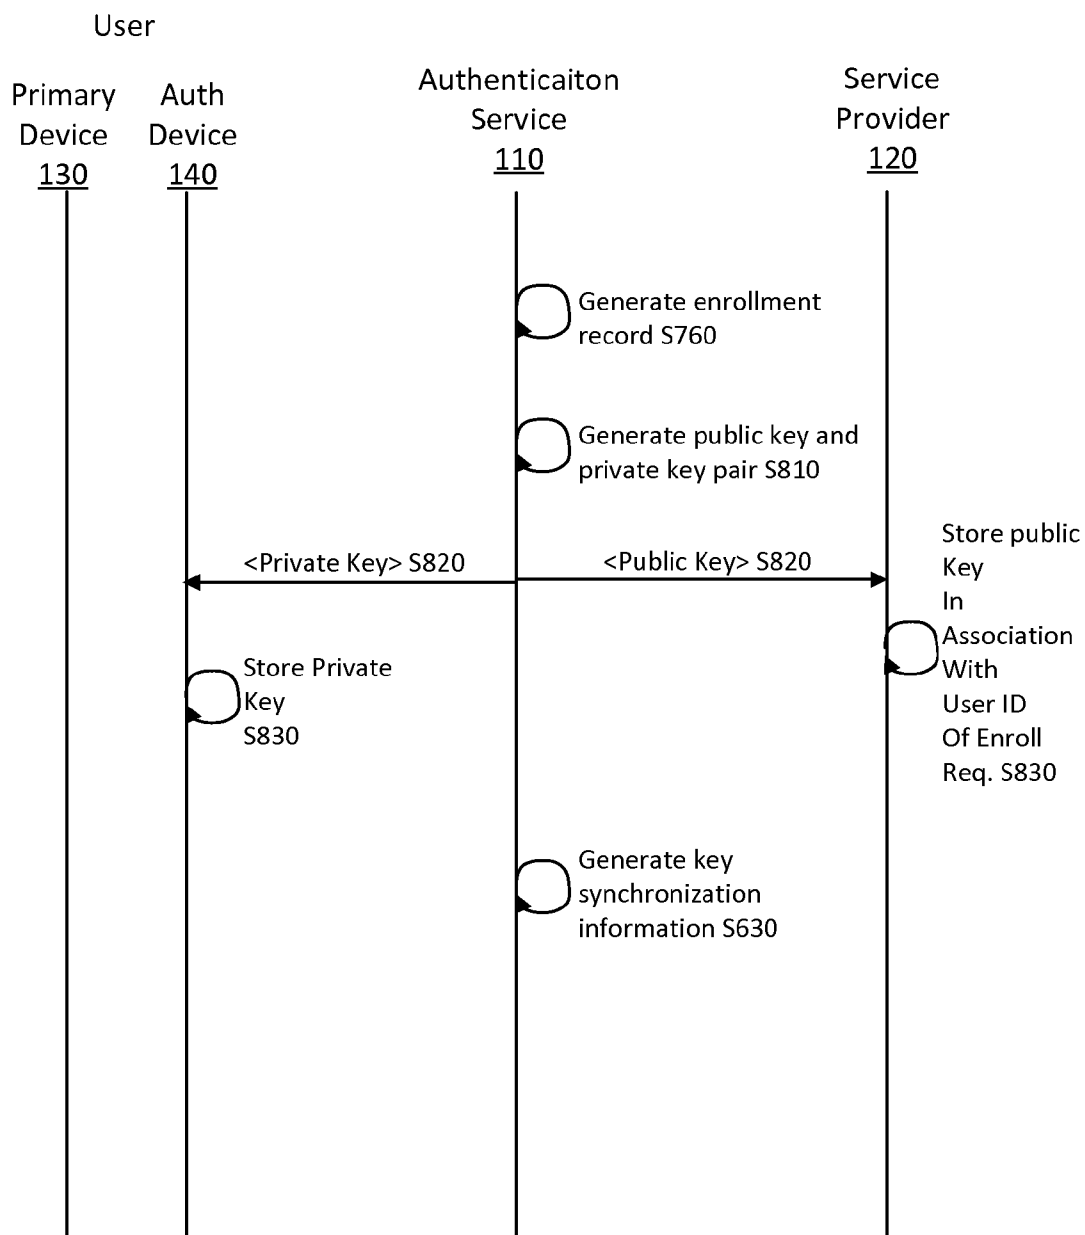 User
Primary
Device
130
Auth
Device
140
Authenticaiton
Service
110
Service
Provider
120
Generate enrollment
record S760
Generate public key and
private key pair S810
<Private Key> S820
<Public Key> S820
Store public
Key
In
Association
With
User ID
Of Enroll
Req. S830
Store Private
Key
S830
Generate key
synchronization
information S630